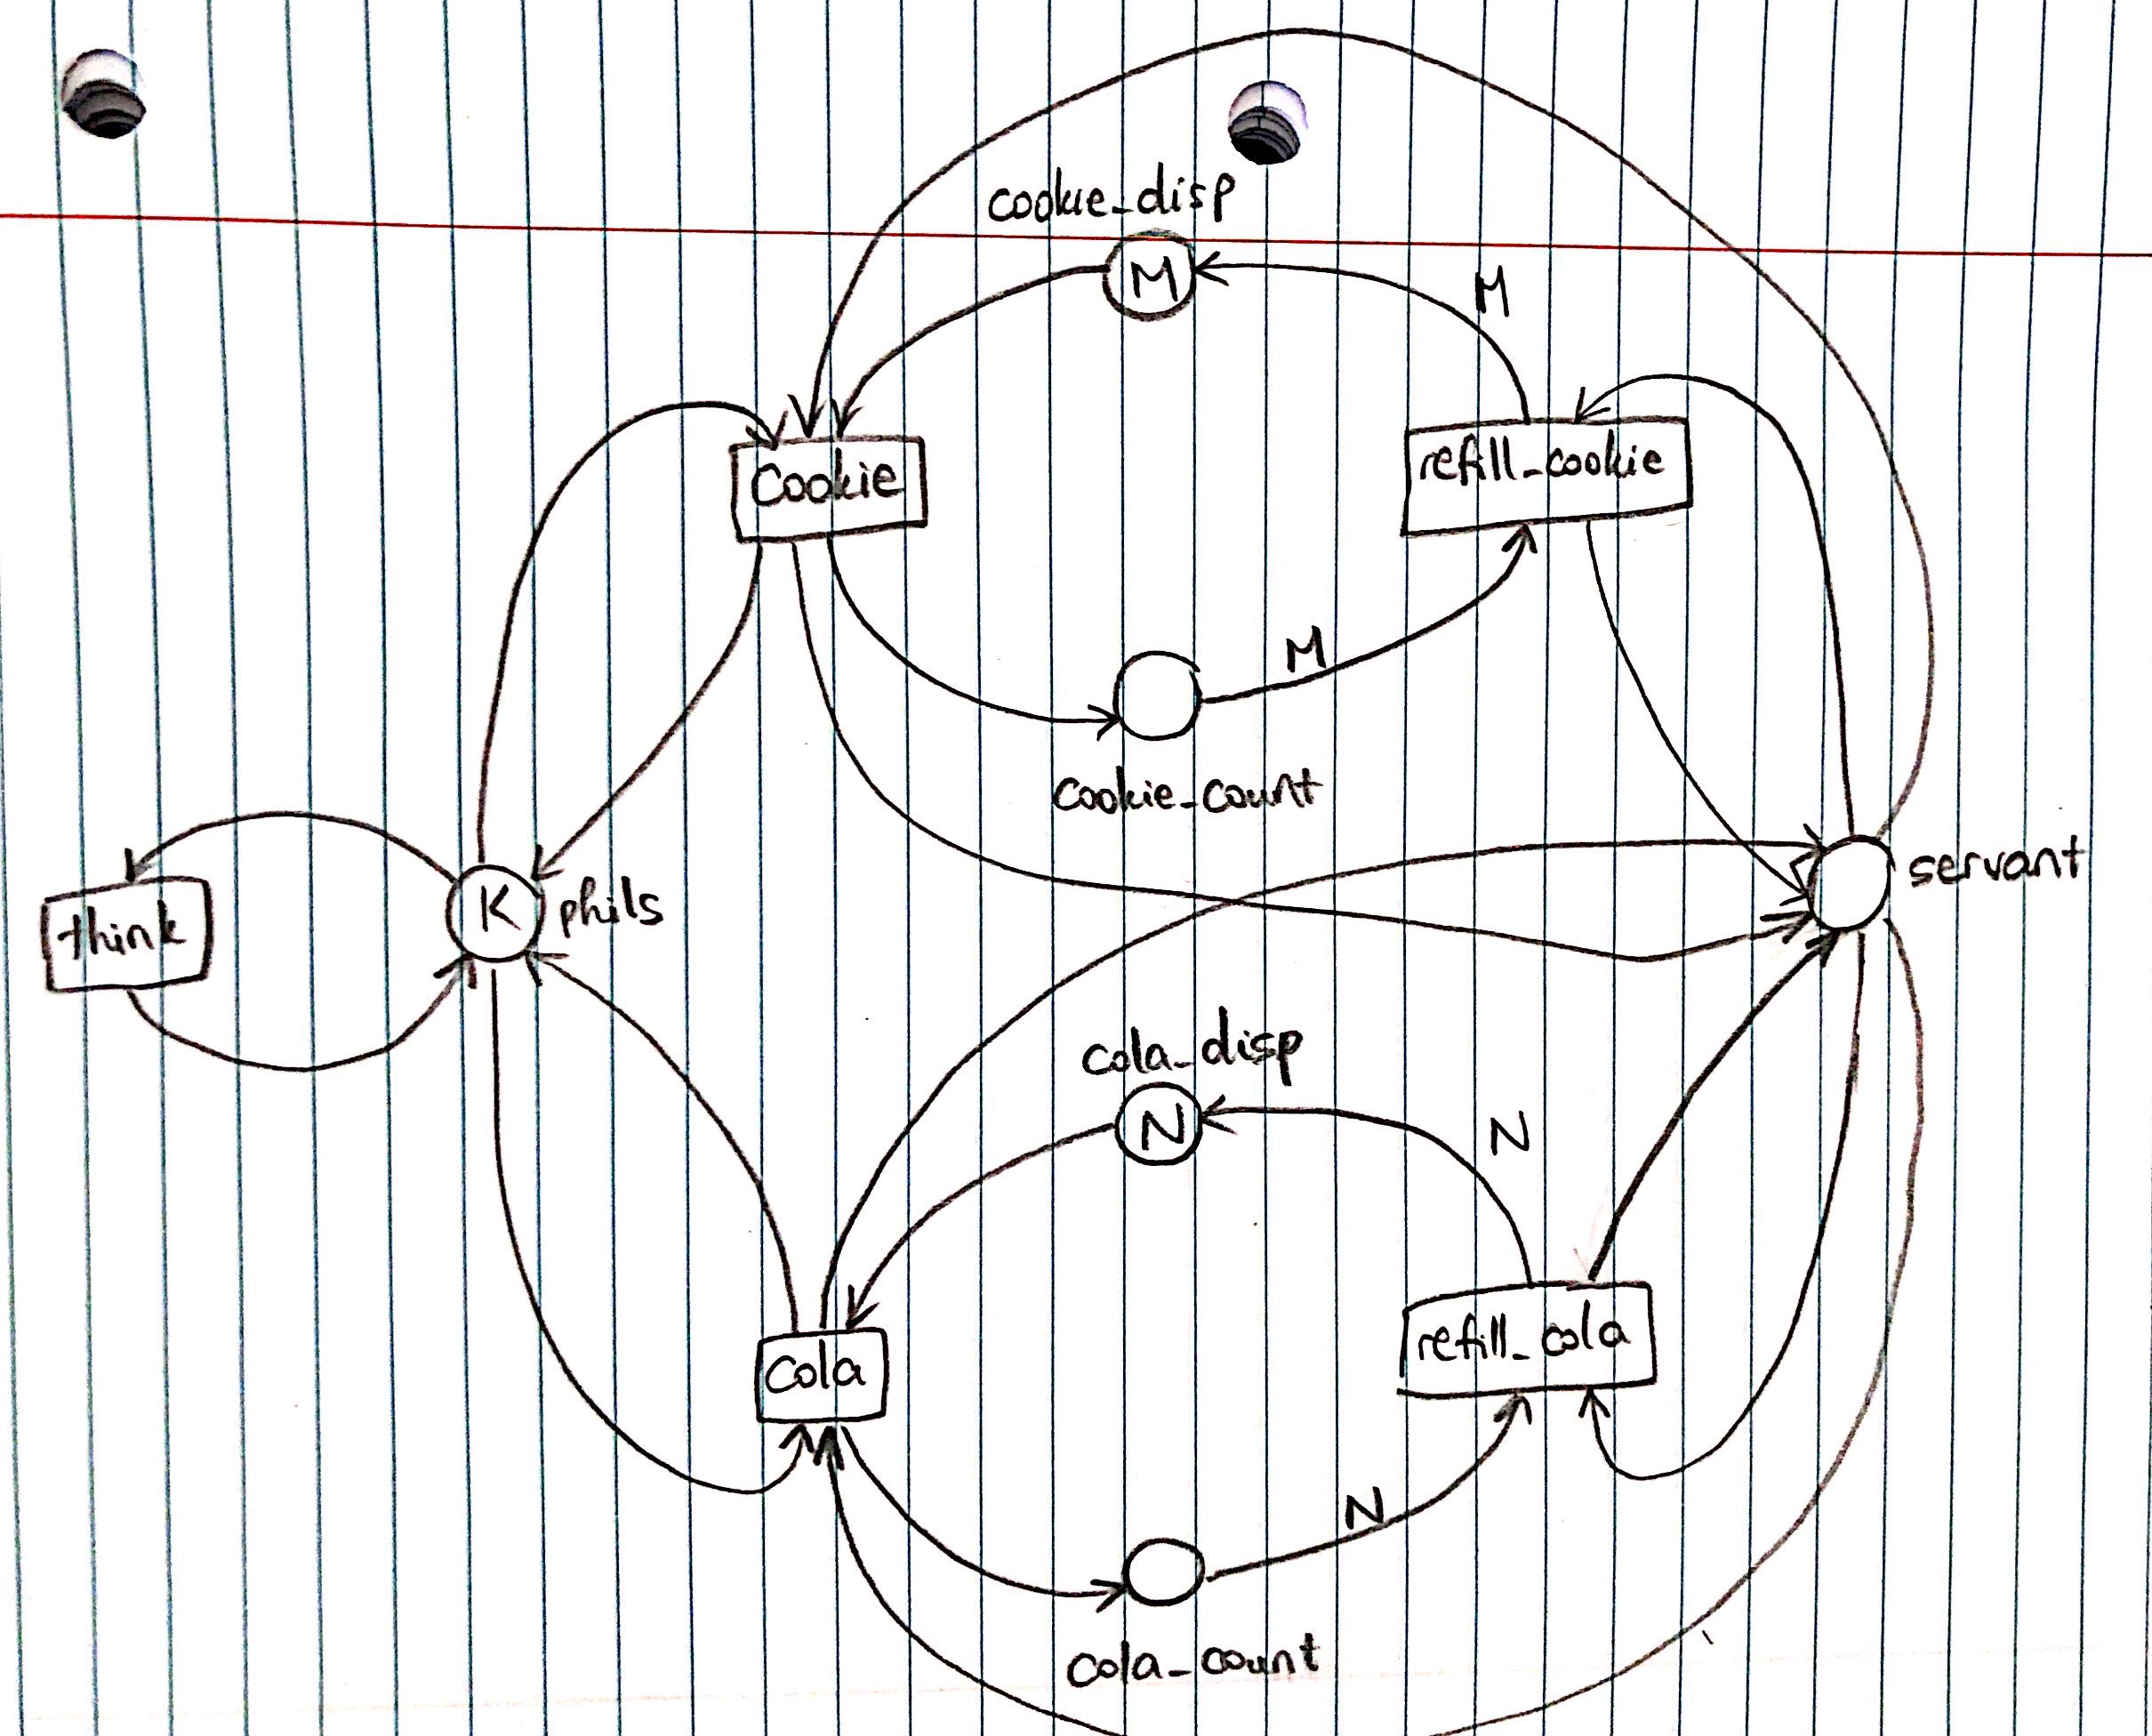 cookie_disp
M
M
Cookie
refill_cookie
M
cookie_count
servant
think
K
phils
cola_disp
N
N
cola
refill_cola
N
cola_count